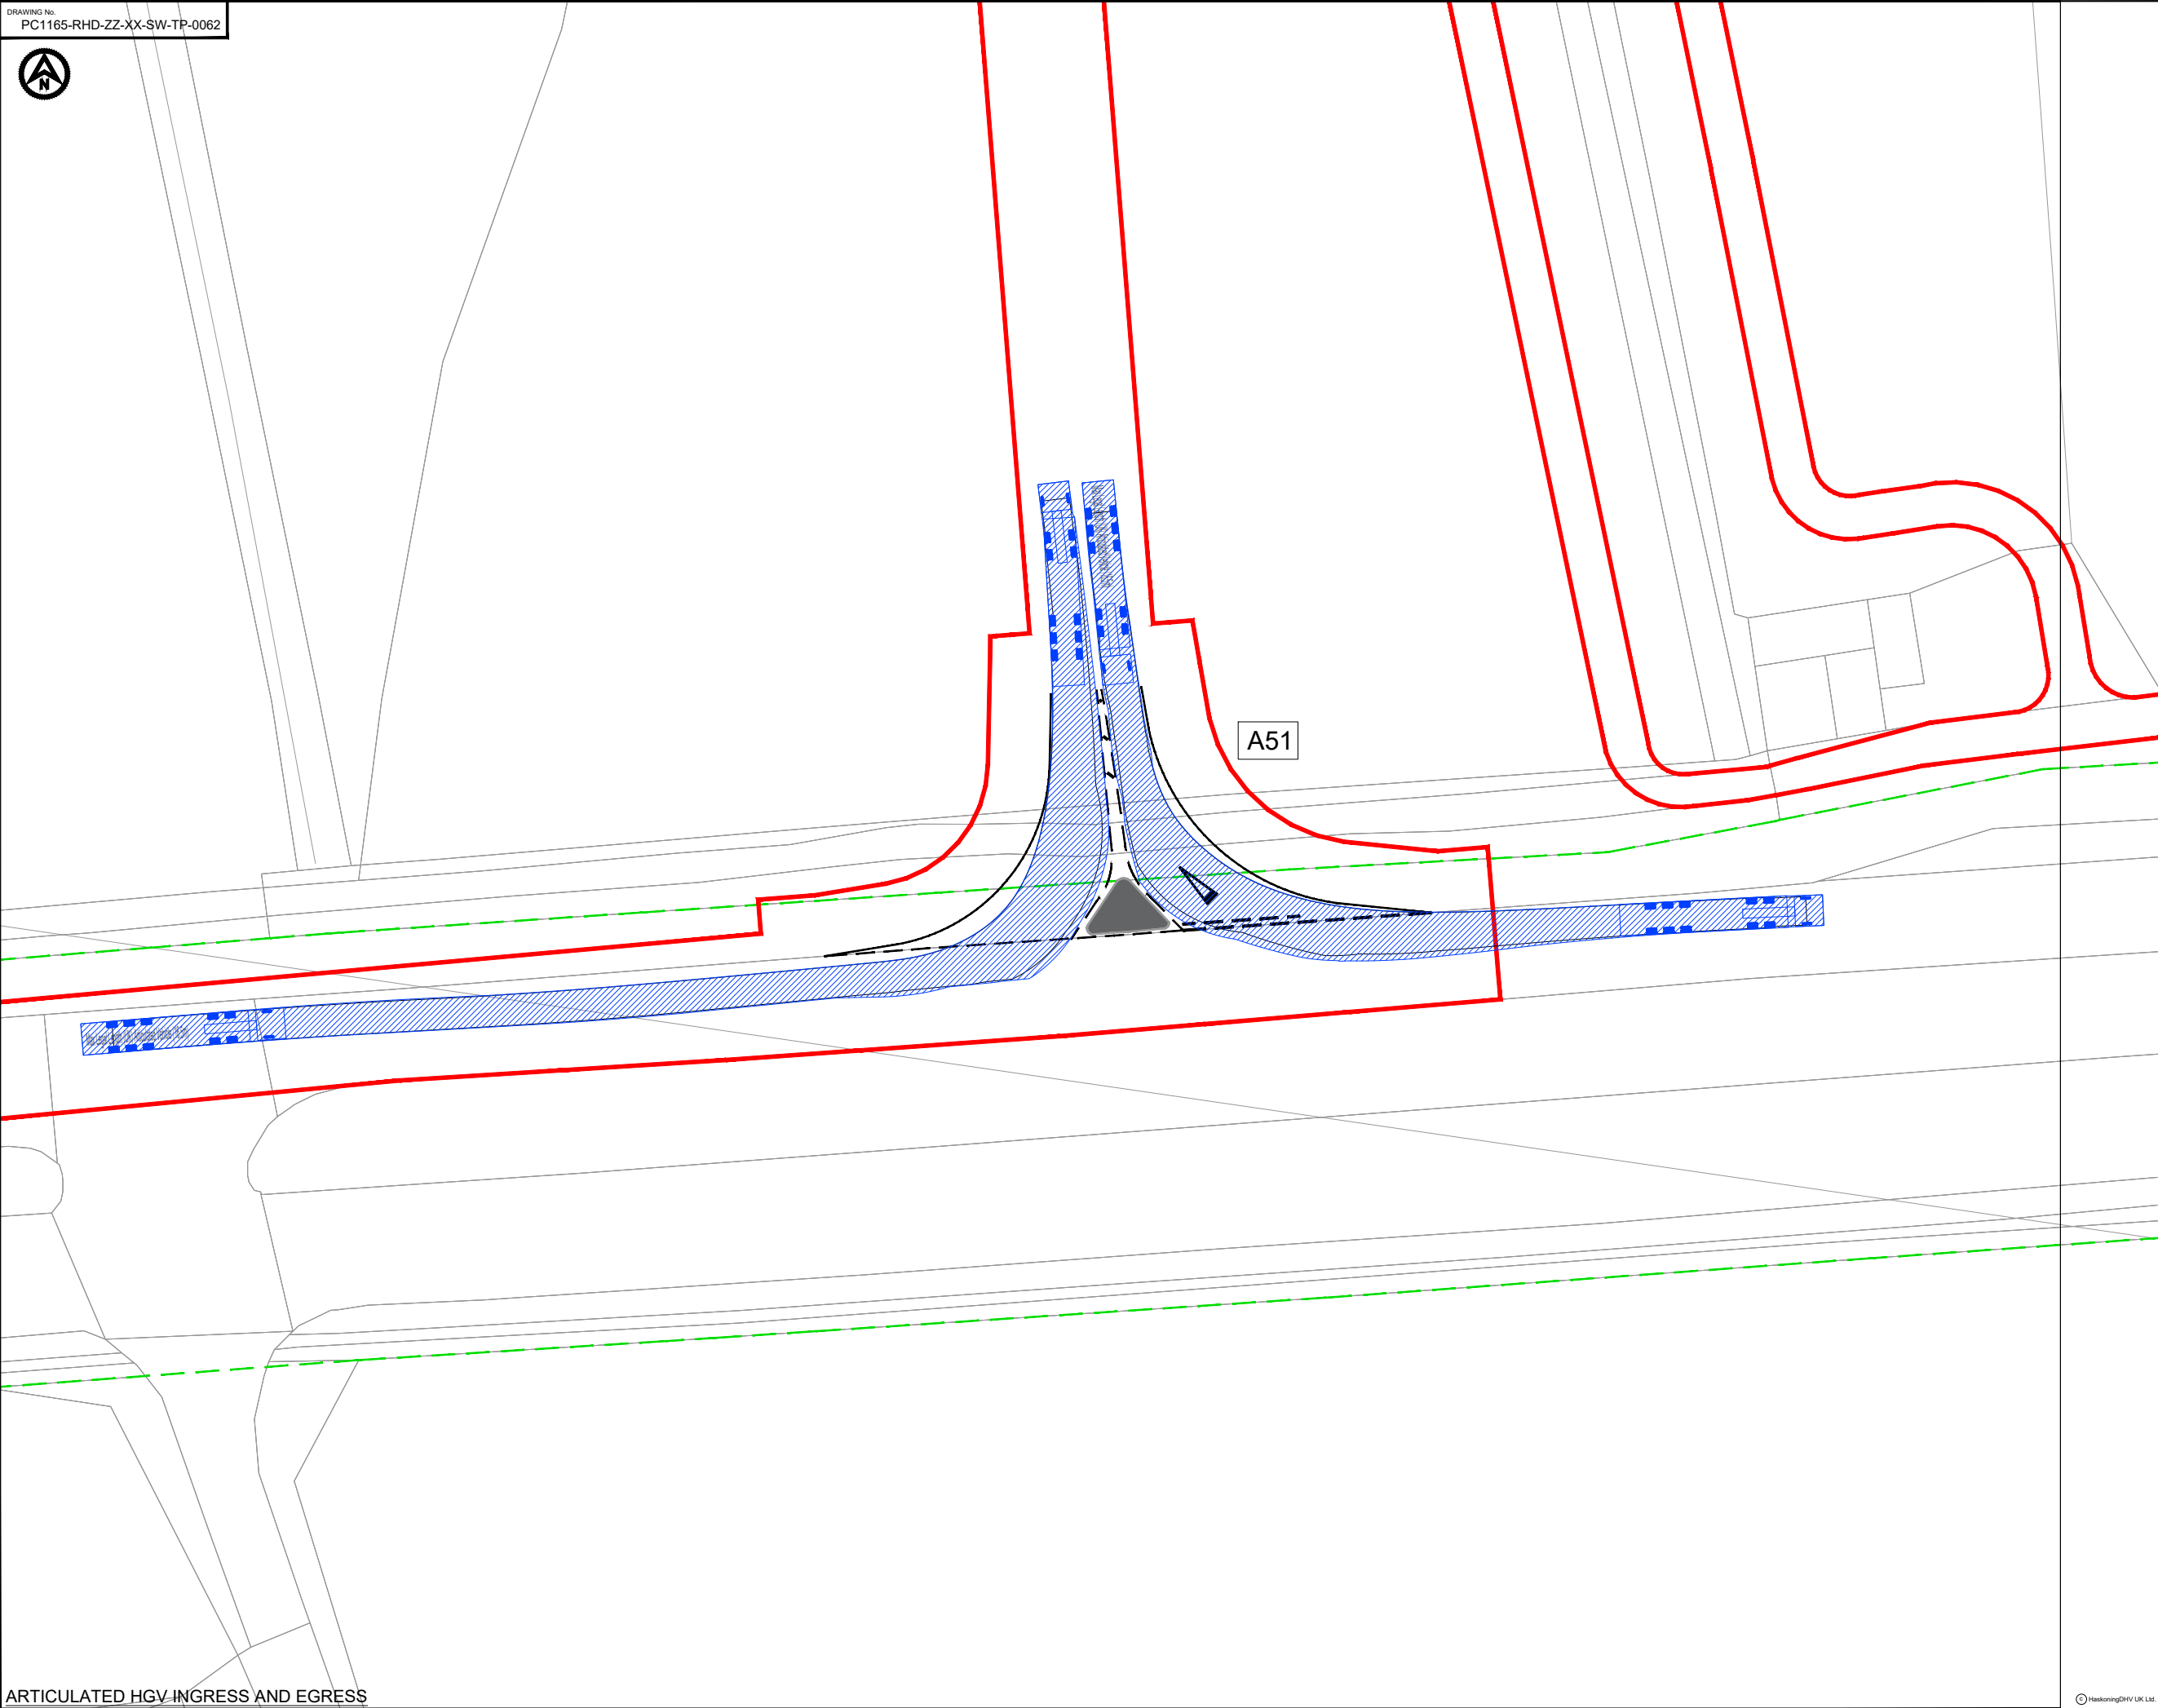 DRAWING No.
PC1165-RHD-ZZ-XX-SW-TP-0062
N
A51
ARTICULATED HGV INGRESS AND EGRESS
© HaskoningDHV UK Ltd.